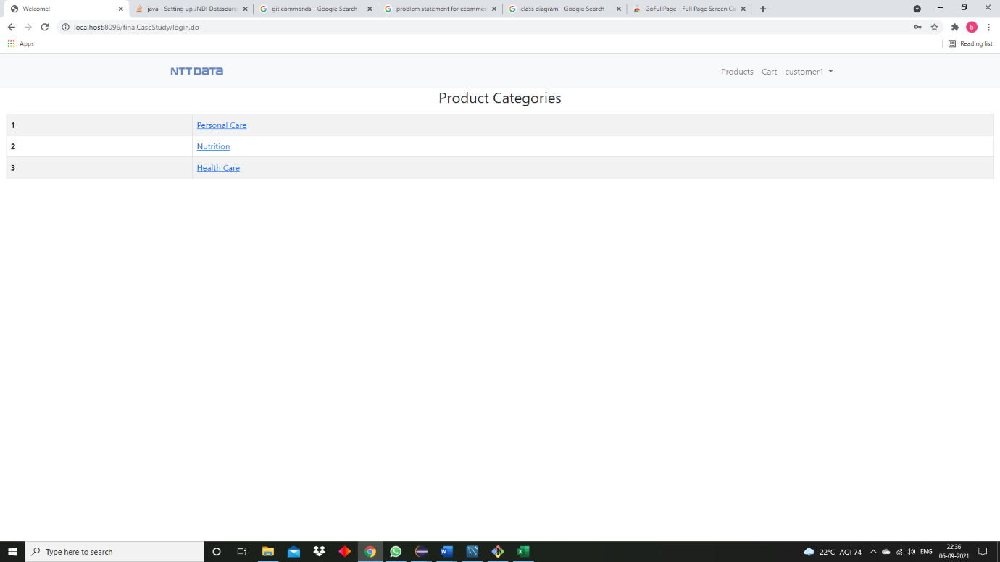 Welcome!
java - Setting up JNDI Datasourc
git commands - Google Search
problem statement for ecommer
class diagram - Google Search
GoFullPage - Full Page Screen Ca
localhost:8096/finalCaseStudy/login.do
b
Apps
Reading list
NTT DATA
Products Cart customer1
Product Categories
1 Personal Care
2 Nutrition
3 Health Care
Type here to search
22°C AQI 74
ENG
22:36
06-09-2021